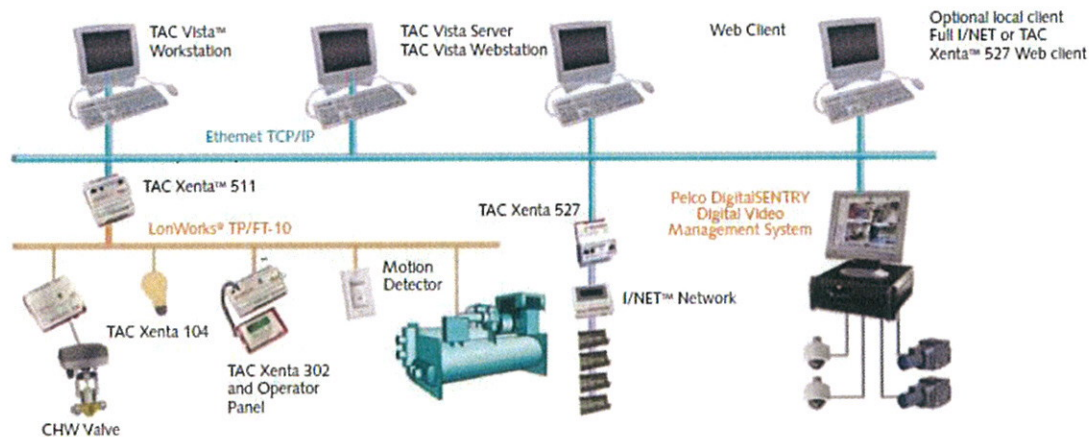 TAC Vista™
Workstation
TAC Vista Server
TAC Vista Webstation
Web Client
Optional local client
Full I/NET or TAC
Xenta™ 527 Web client
Ethernet TCP/IP
TAC Xenta™ 511
LonWorks® TP/FT-10
TAC Xenta 527
Pelco DigitalSENTRY
Digital Video
Management System
Motion
Detector
I/NET™ Network
TAC Xenta 104
TAC Xenta 302
and Operator
Panel
CHW Valve